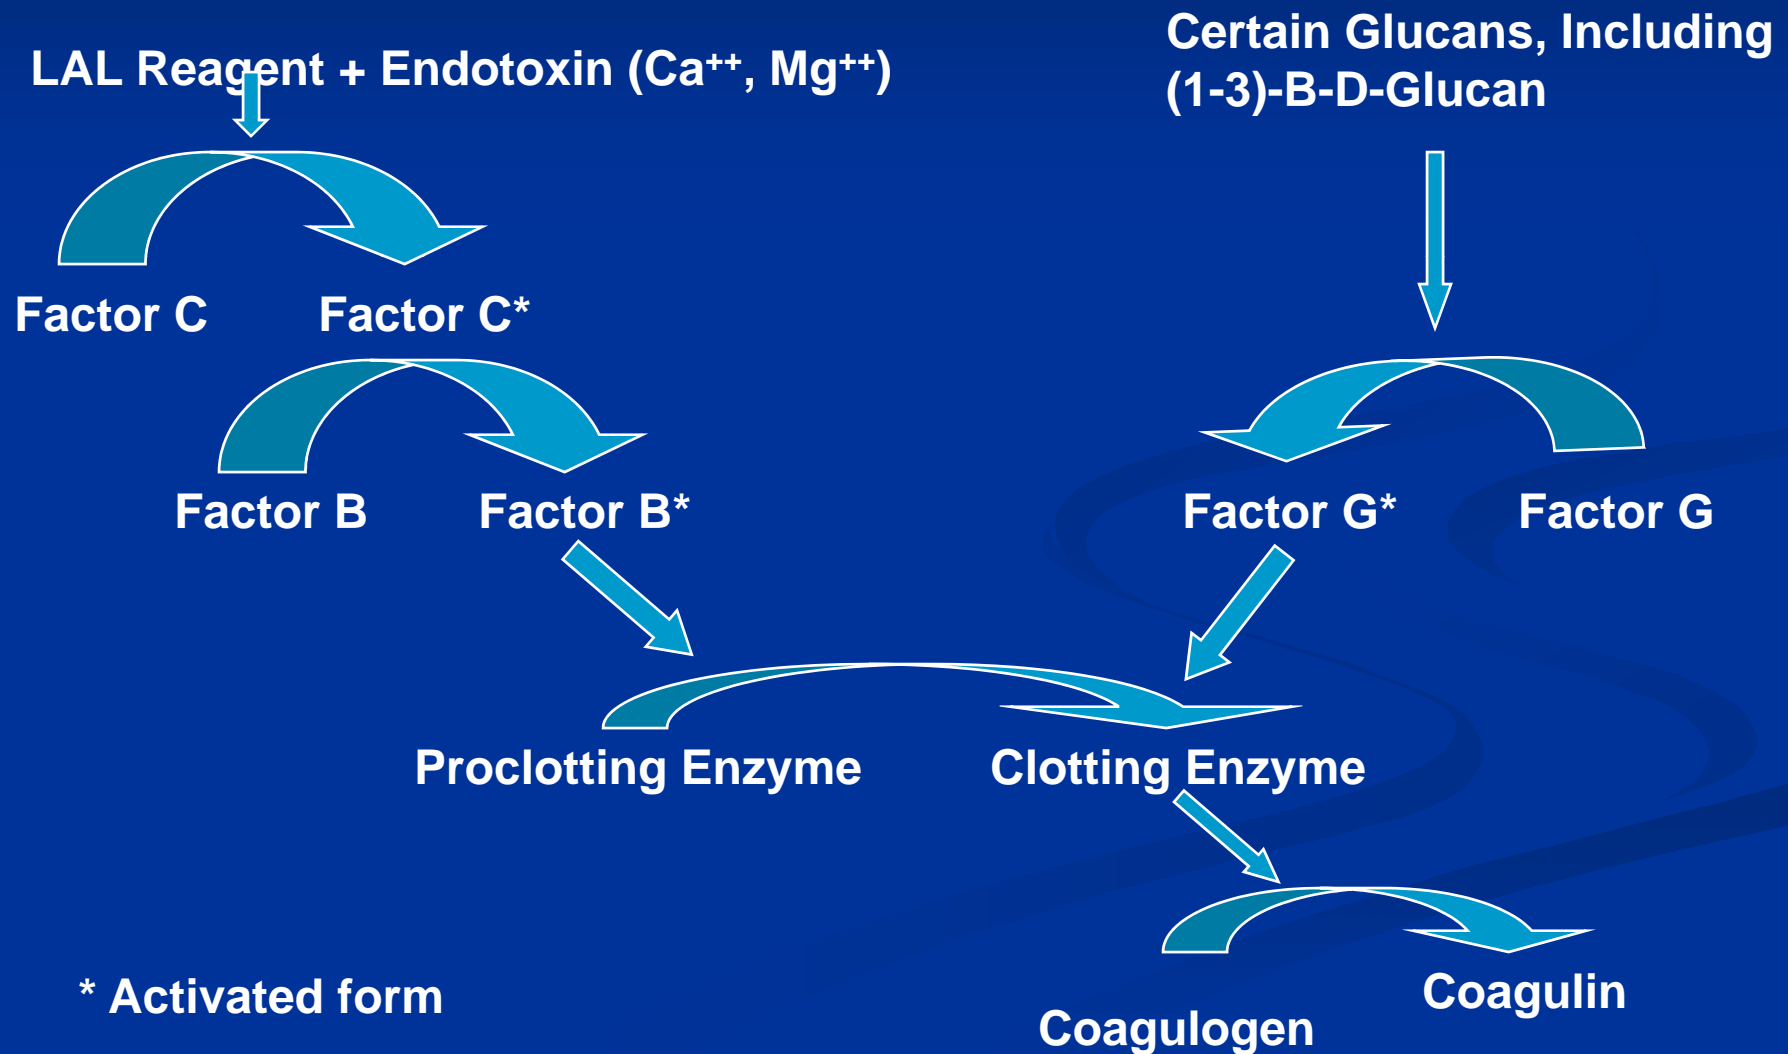 LAL Reagent + Endotoxin (Ca⁺⁺, Mg⁺⁺)
Certain Glucans, Including
(1-3)-B-D-Glucan
Factor C
Factor C*
Factor B
Factor B*
Factor G*
Factor G
Proclotting Enzyme
Clotting Enzyme
* Activated form
Coagulogen
Coagulin